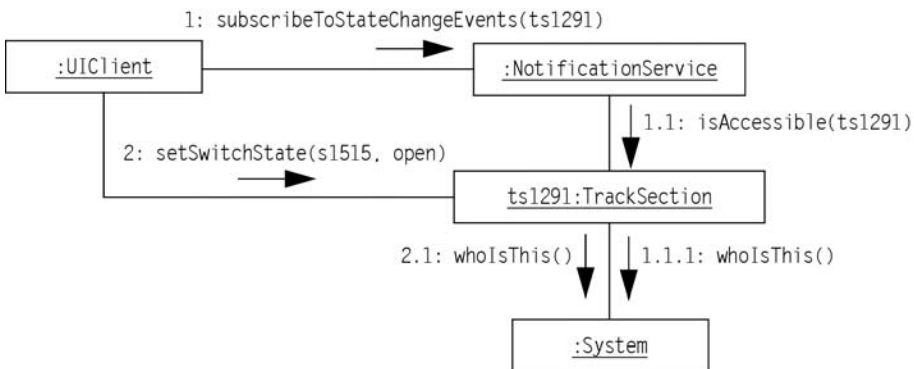 1: subscribeToStateChangeEvents(ts1291)
:UIClient
:NotificationService
1.1: isAccessible(ts1291)
2: setSwitchState(s1515, open)
ts1291:TrackSection
2.1: whoIsThis()
1.1.1: whoIsThis()
:System